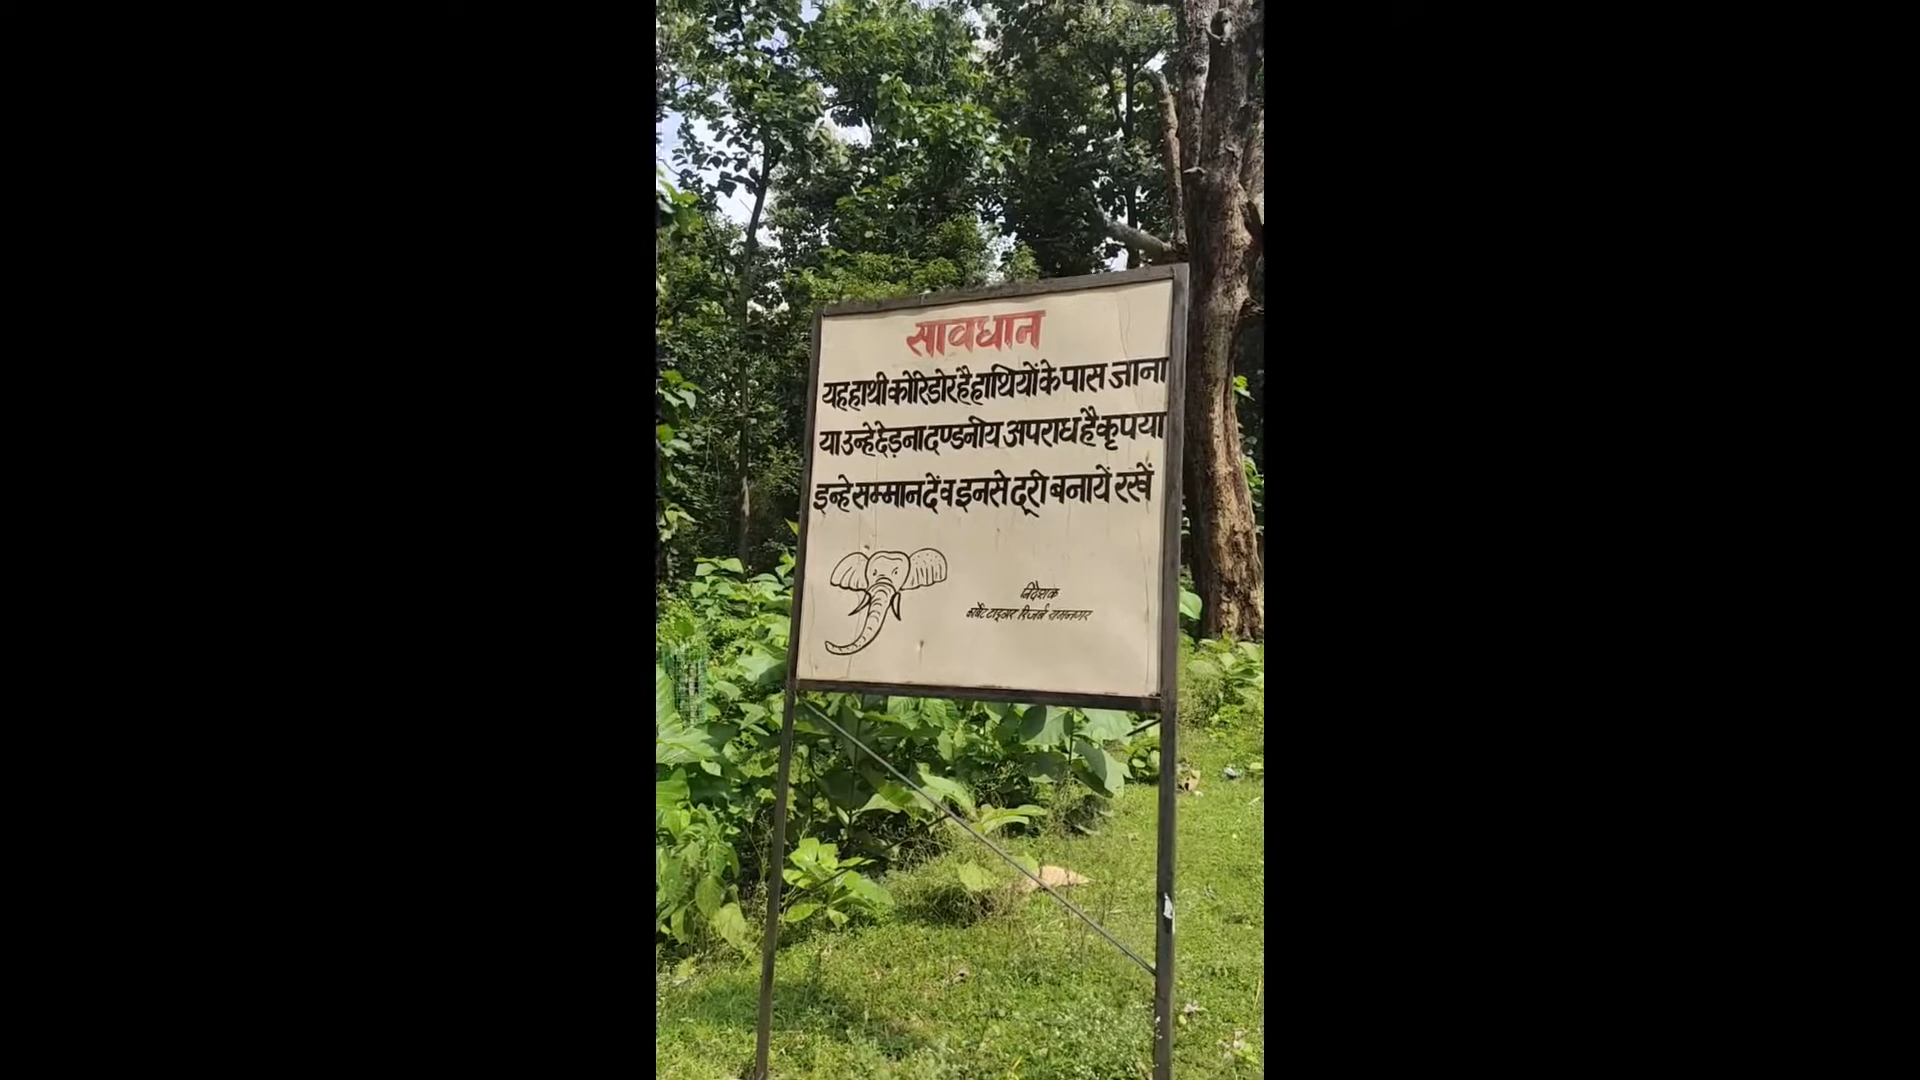 सावधान
यह हाथी कोरिडोर है हाथियों के पास जाना
या उन्हे देड़ना दण्डनीय अपराध है कृपया
इन्हे सम्मान दें व इनसे दूरी बनायें रखें
निदेशक
कार्बेट टाइगर रिजर्व रामनगर